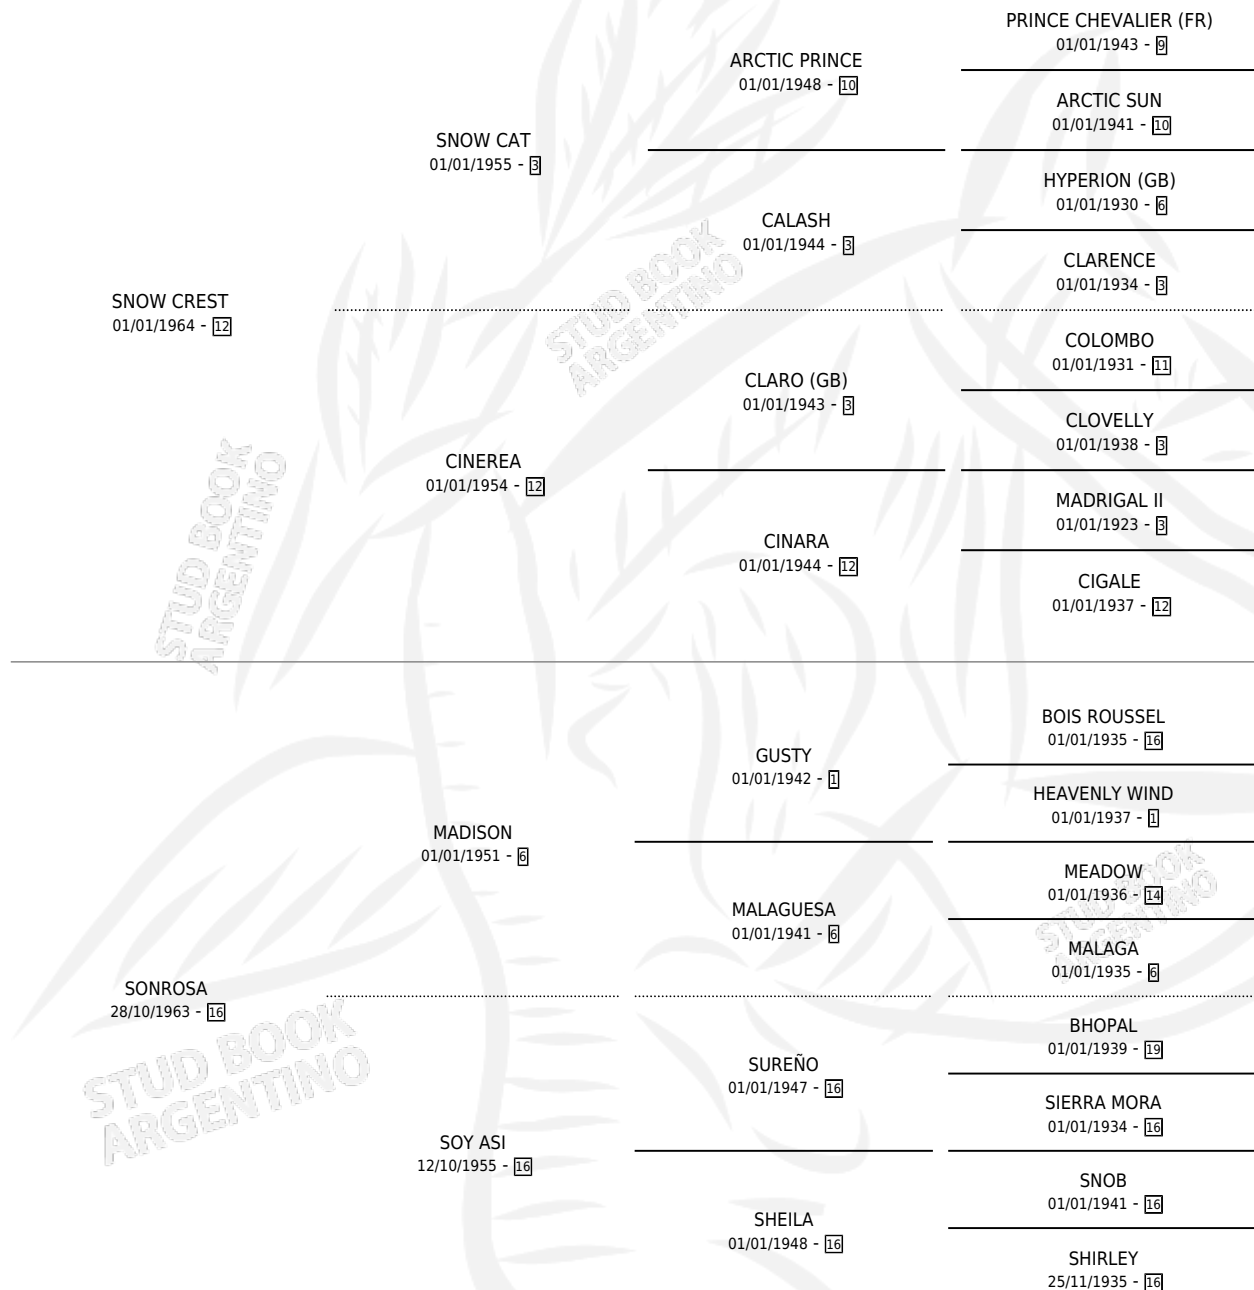 PRINCE CHEVALIER (FR)
01/01/1943 - 9
ARCTIC PRINCE
01/01/1948 - 10
ARCTIC SUN
01/01/1941 - 10
SNOW CAT
01/01/1955 - 3
HYPERION (GB)
01/01/1930 - 6
CALASH
01/01/1944 - 3
CLARENCE
01/01/1934 - 3
SNOW CREST
01/01/1964 - 12
COLOMBO
01/01/1931 - 11
CLARO (GB)
01/01/1943 - 3
CLOVELLY
01/01/1938 - 3
CINEREA
01/01/1954 - 12
MADRIGAL II
01/01/1923 - 3
CINARA
01/01/1944 - 12
CIGALE
01/01/1937 - 12
BOIS ROUSSEL
01/01/1935 - 16
GUSTY
01/01/1942 - 1
HEAVENLY WIND
01/01/1937 - 1
MADISON
01/01/1951 - 6
MEADOW
01/01/1936 - 14
MALAGUESA
01/01/1941 - 6
MALAGA
01/01/1935 - 6
SONROSA
28/10/1963 - 16
BHOPAL
01/01/1939 - 19
SUREÑO
01/01/1947 - 16
SIERRA MORA
01/01/1934 - 16
SOY ASI
12/10/1955 - 16
SNOB
01/01/1941 - 16
SHEILA
01/01/1948 - 16
SHIRLEY
25/11/1935 - 16
STUD BOOK
ARGENTINO
STUD BOOK
ARGENTINO
STUD BOOK
ARGENTINO
STUD BOOK
ARGENTINO